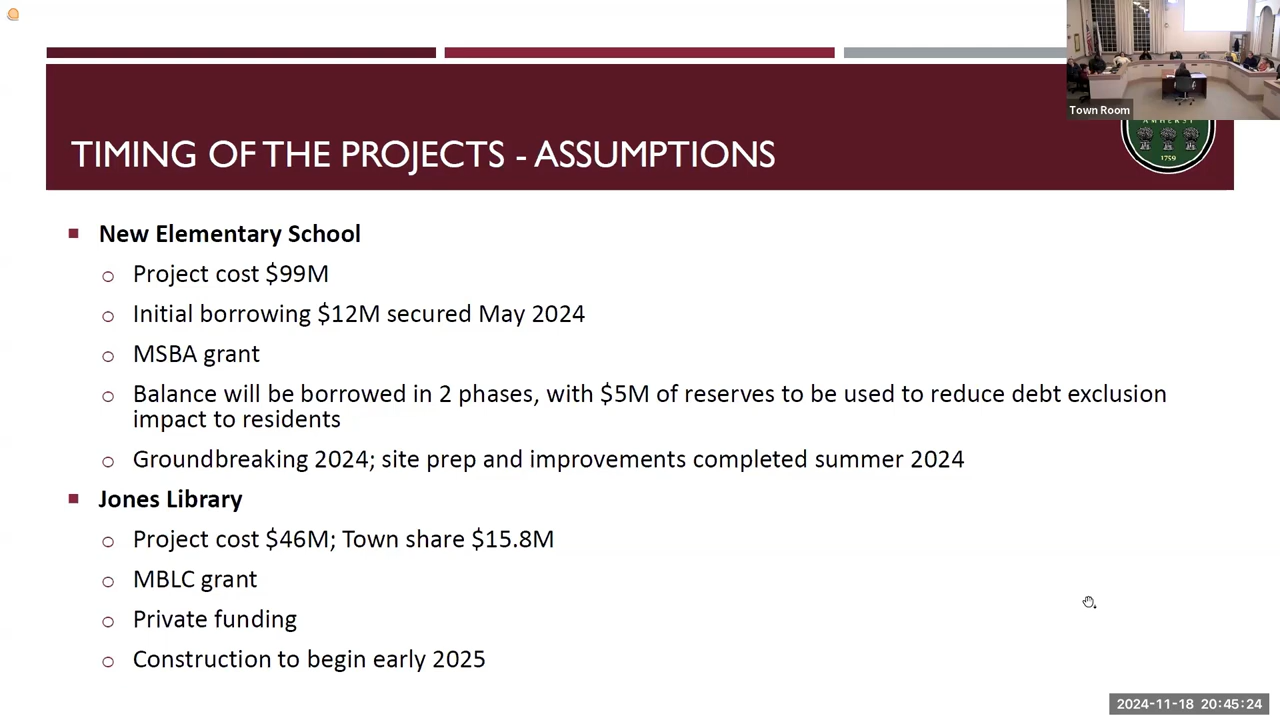 Town Room
AMHERST
1759
TIMING OF THE PROJECTS - ASSUMPTIONS
New Elementary School
Project cost $99M
Initial borrowing $12M secured May 2024
MSBA grant
Balance will be borrowed in 2 phases, with $5M of reserves to be used to reduce debt exclusion
impact to residents
Groundbreaking 2024; site prep and improvements completed summer 2024
Jones Library
Project cost $46M; Town share $15.8M
MBLC grant
Private funding
Construction to begin early 2025
2024-11-18 20:45:24